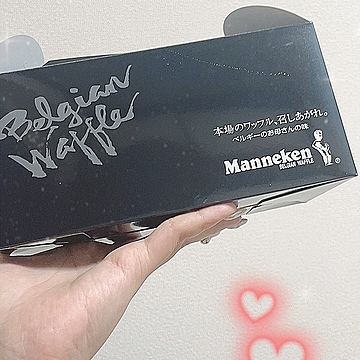 Belgian
Waffle
本場のワッフル、召しあがれ。
ベルギーのお母さんの味
Manneken
BELGIAN WAFFLE
®